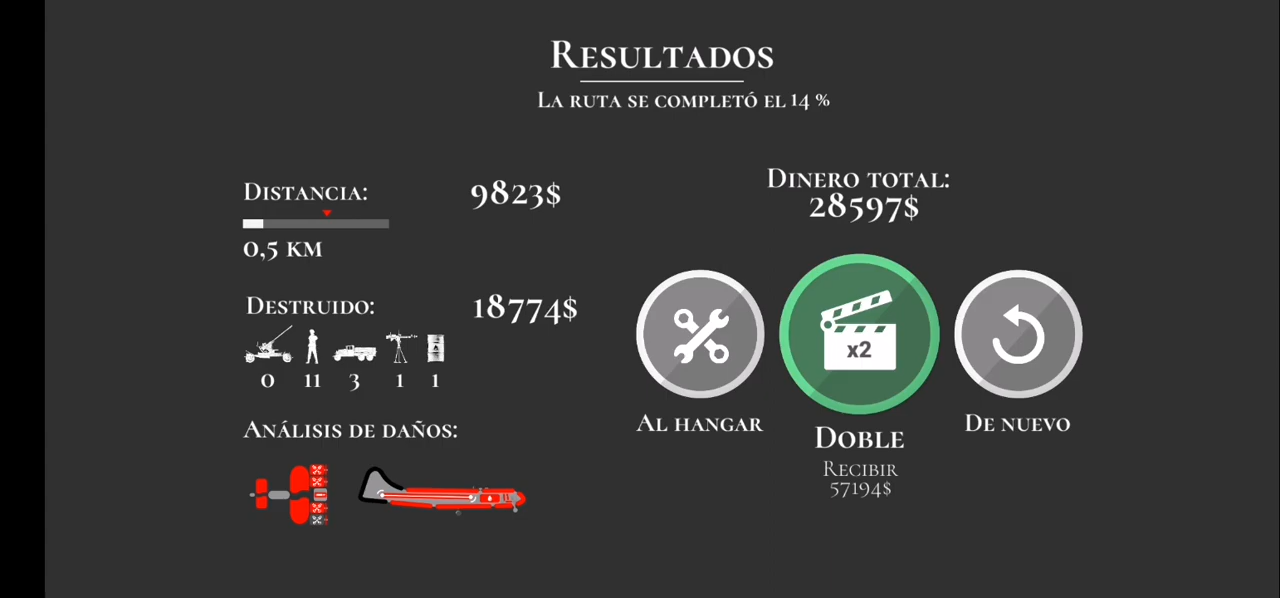 Resultados
La ruta se completó el 14 %
Distancia:
9823$
0,5 km
Destruido:
18774$
0 11 3 1 1
Análisis de daños:
Dinero total:
28597$
x2
Al hangar
Doble
Recibir
57194$
De nuevo